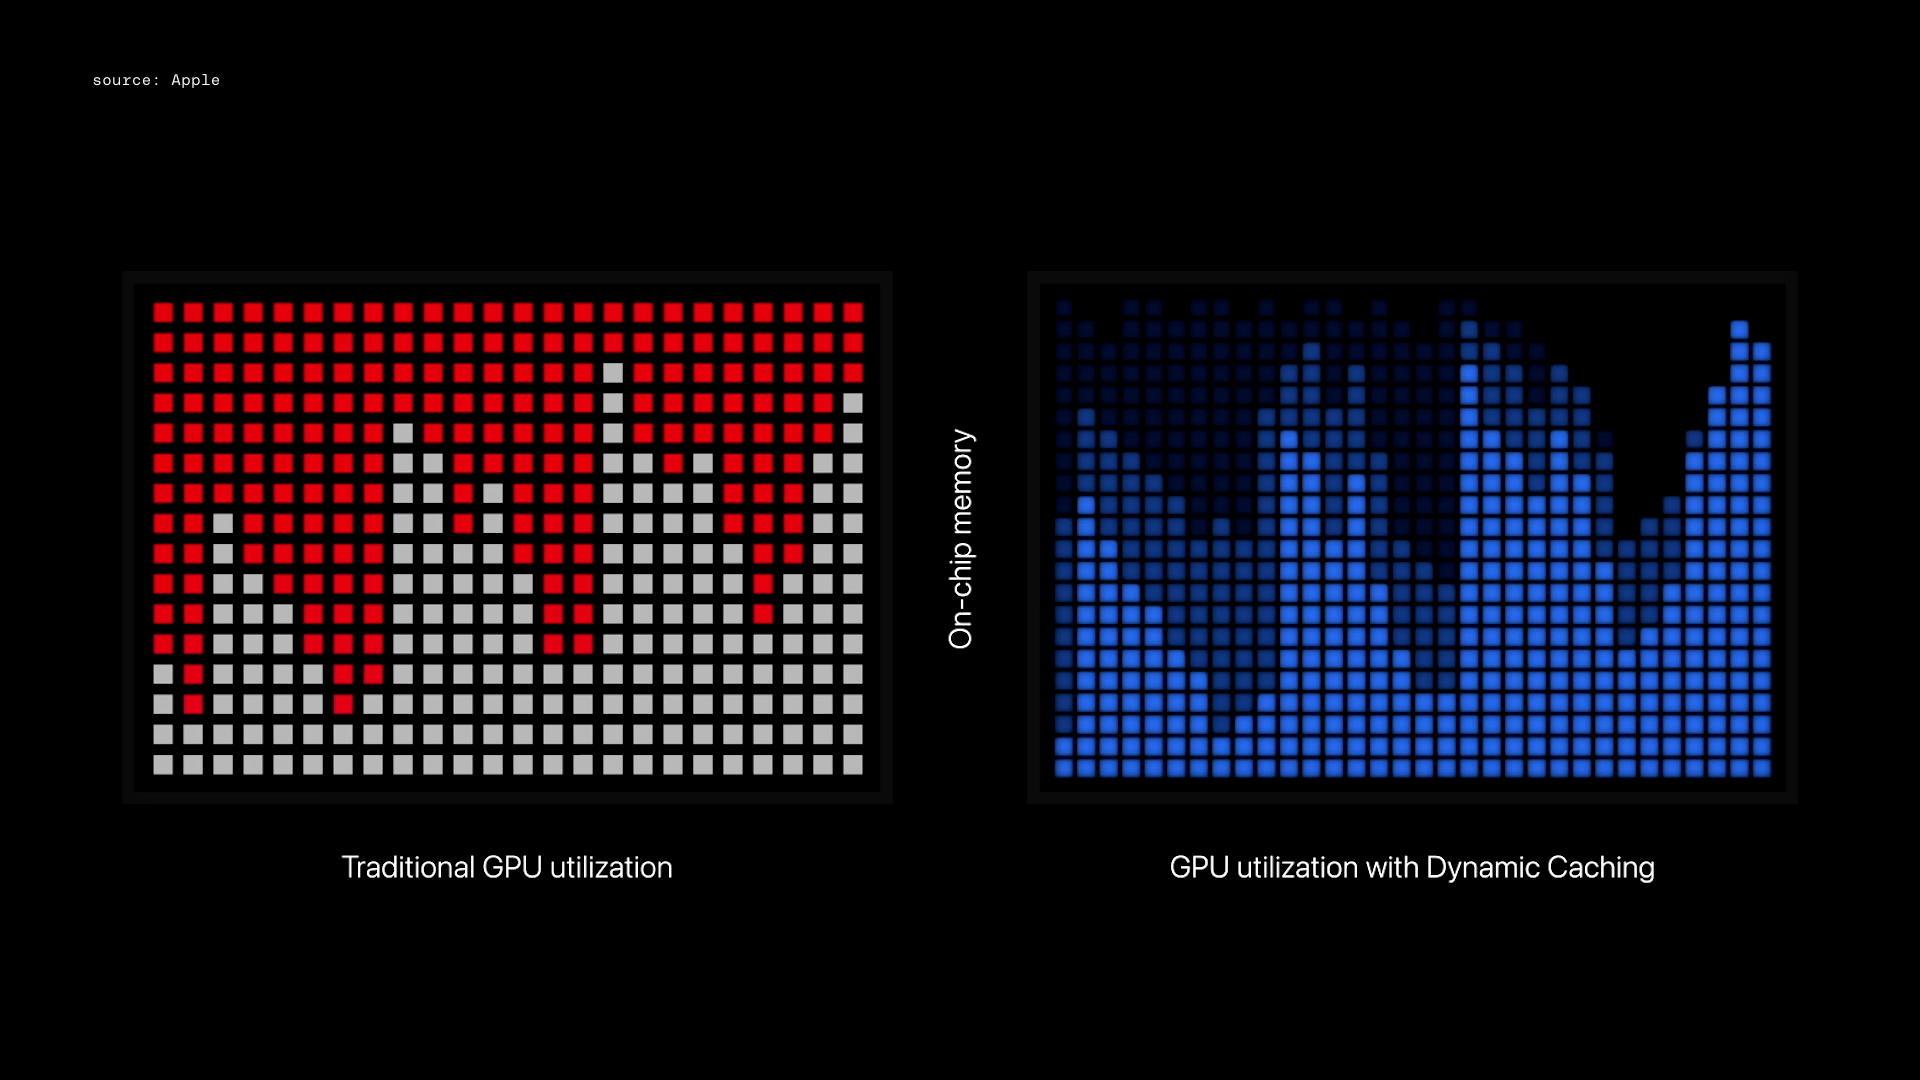 source: Apple
On-chip memory
Traditional GPU utilization
GPU utilization with Dynamic Caching